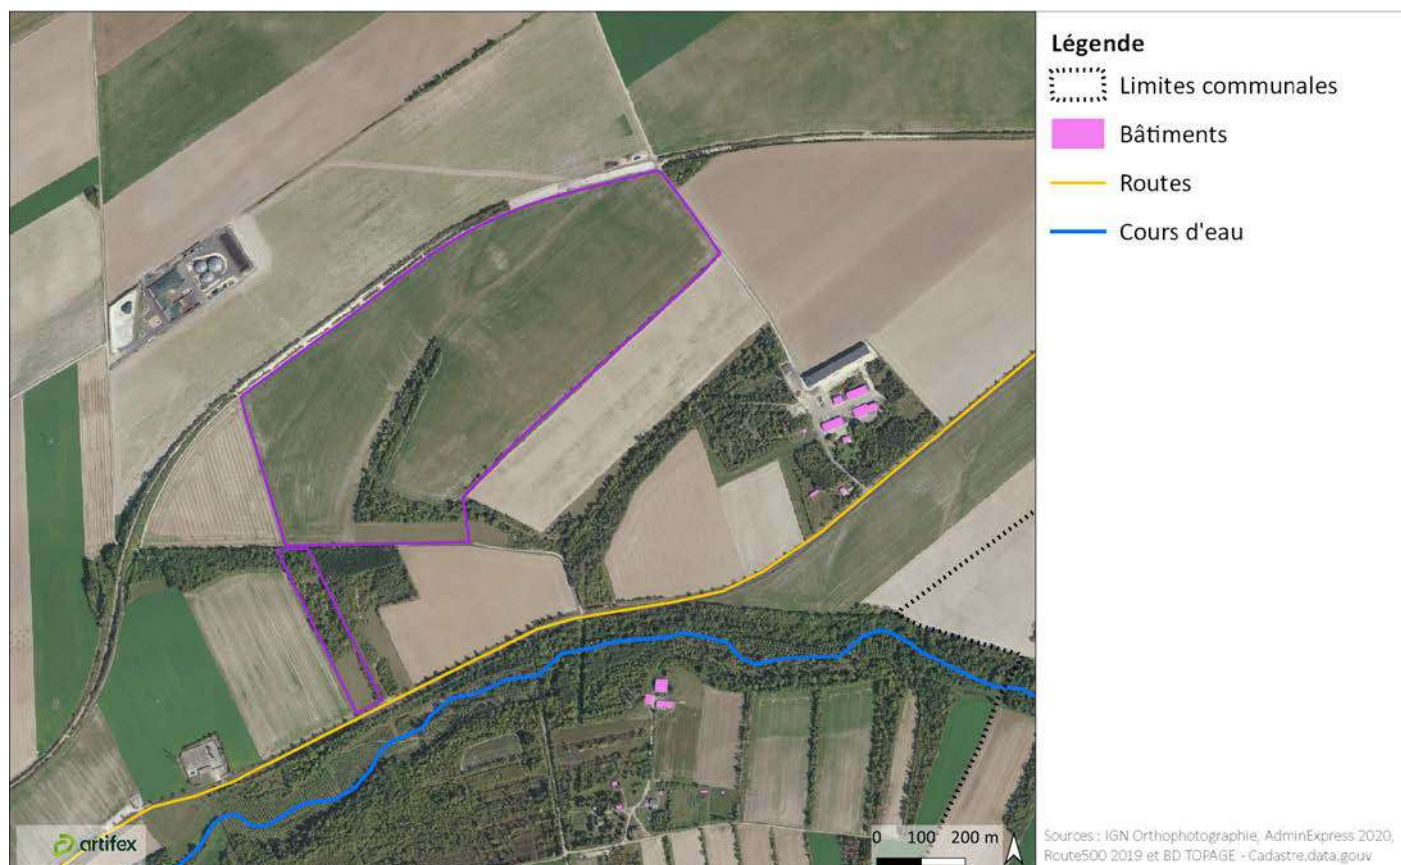 Légende
Limites communales
Bâtiments
Routes
Cours d'eau
artifex
0 100 200 m
Sources : IGN Orthophotographie, AdminExpress 2020,
Route500 2019 et BD TOPAGE - Cadastre.data.gouv